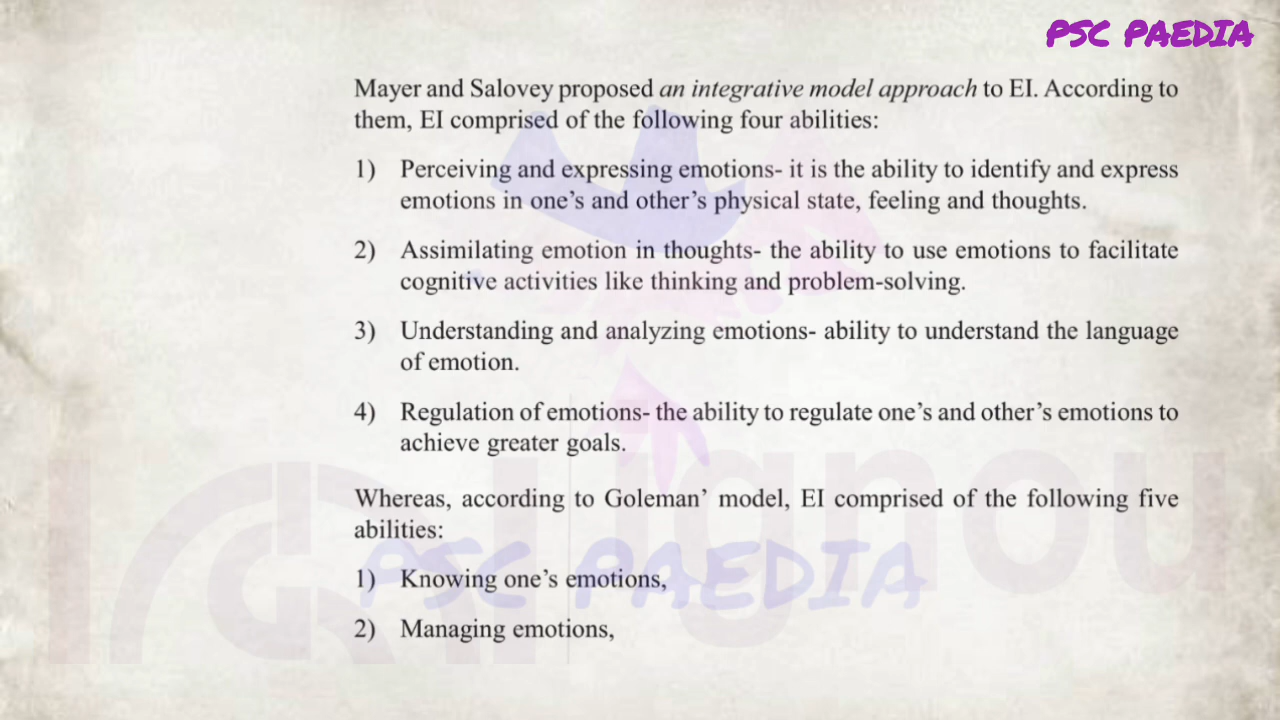 PSC PAEDIA
Mayer and Salovey proposed an integrative model approach to EI. According to
them, EI comprised of the following four abilities:
1) Perceiving and expressing emotions- it is the ability to identify and express
emotions in one’s and other’s physical state, feeling and thoughts.
2) Assimilating emotion in thoughts- the ability to use emotions to facilitate
cognitive activities like thinking and problem-solving.
3) Understanding and analyzing emotions- ability to understand the language
of emotion.
4) Regulation of emotions- the ability to regulate one’s and other’s emotions to
achieve greater goals.
Whereas, according to Goleman’ model, EI comprised of the following five
abilities:
1) Knowing one’s emotions,
2) Managing emotions,
ignou
PSC PAEDIA